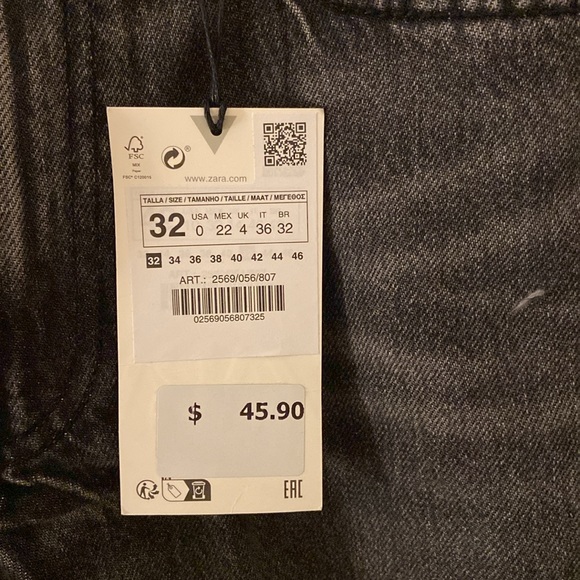 FSC
MIX
®
www.zara.com
TALLA / SIZE / TAMANHO / TAILLE / MAAT / ΜΕΓΕΘΟΣ
32 USA 0 MEX 22 UK 4 IT 36 BR 32
32 34 36 38 40 42 44 46
ART.: 2569/056/807
02569056807325
$ 45.90
EAC